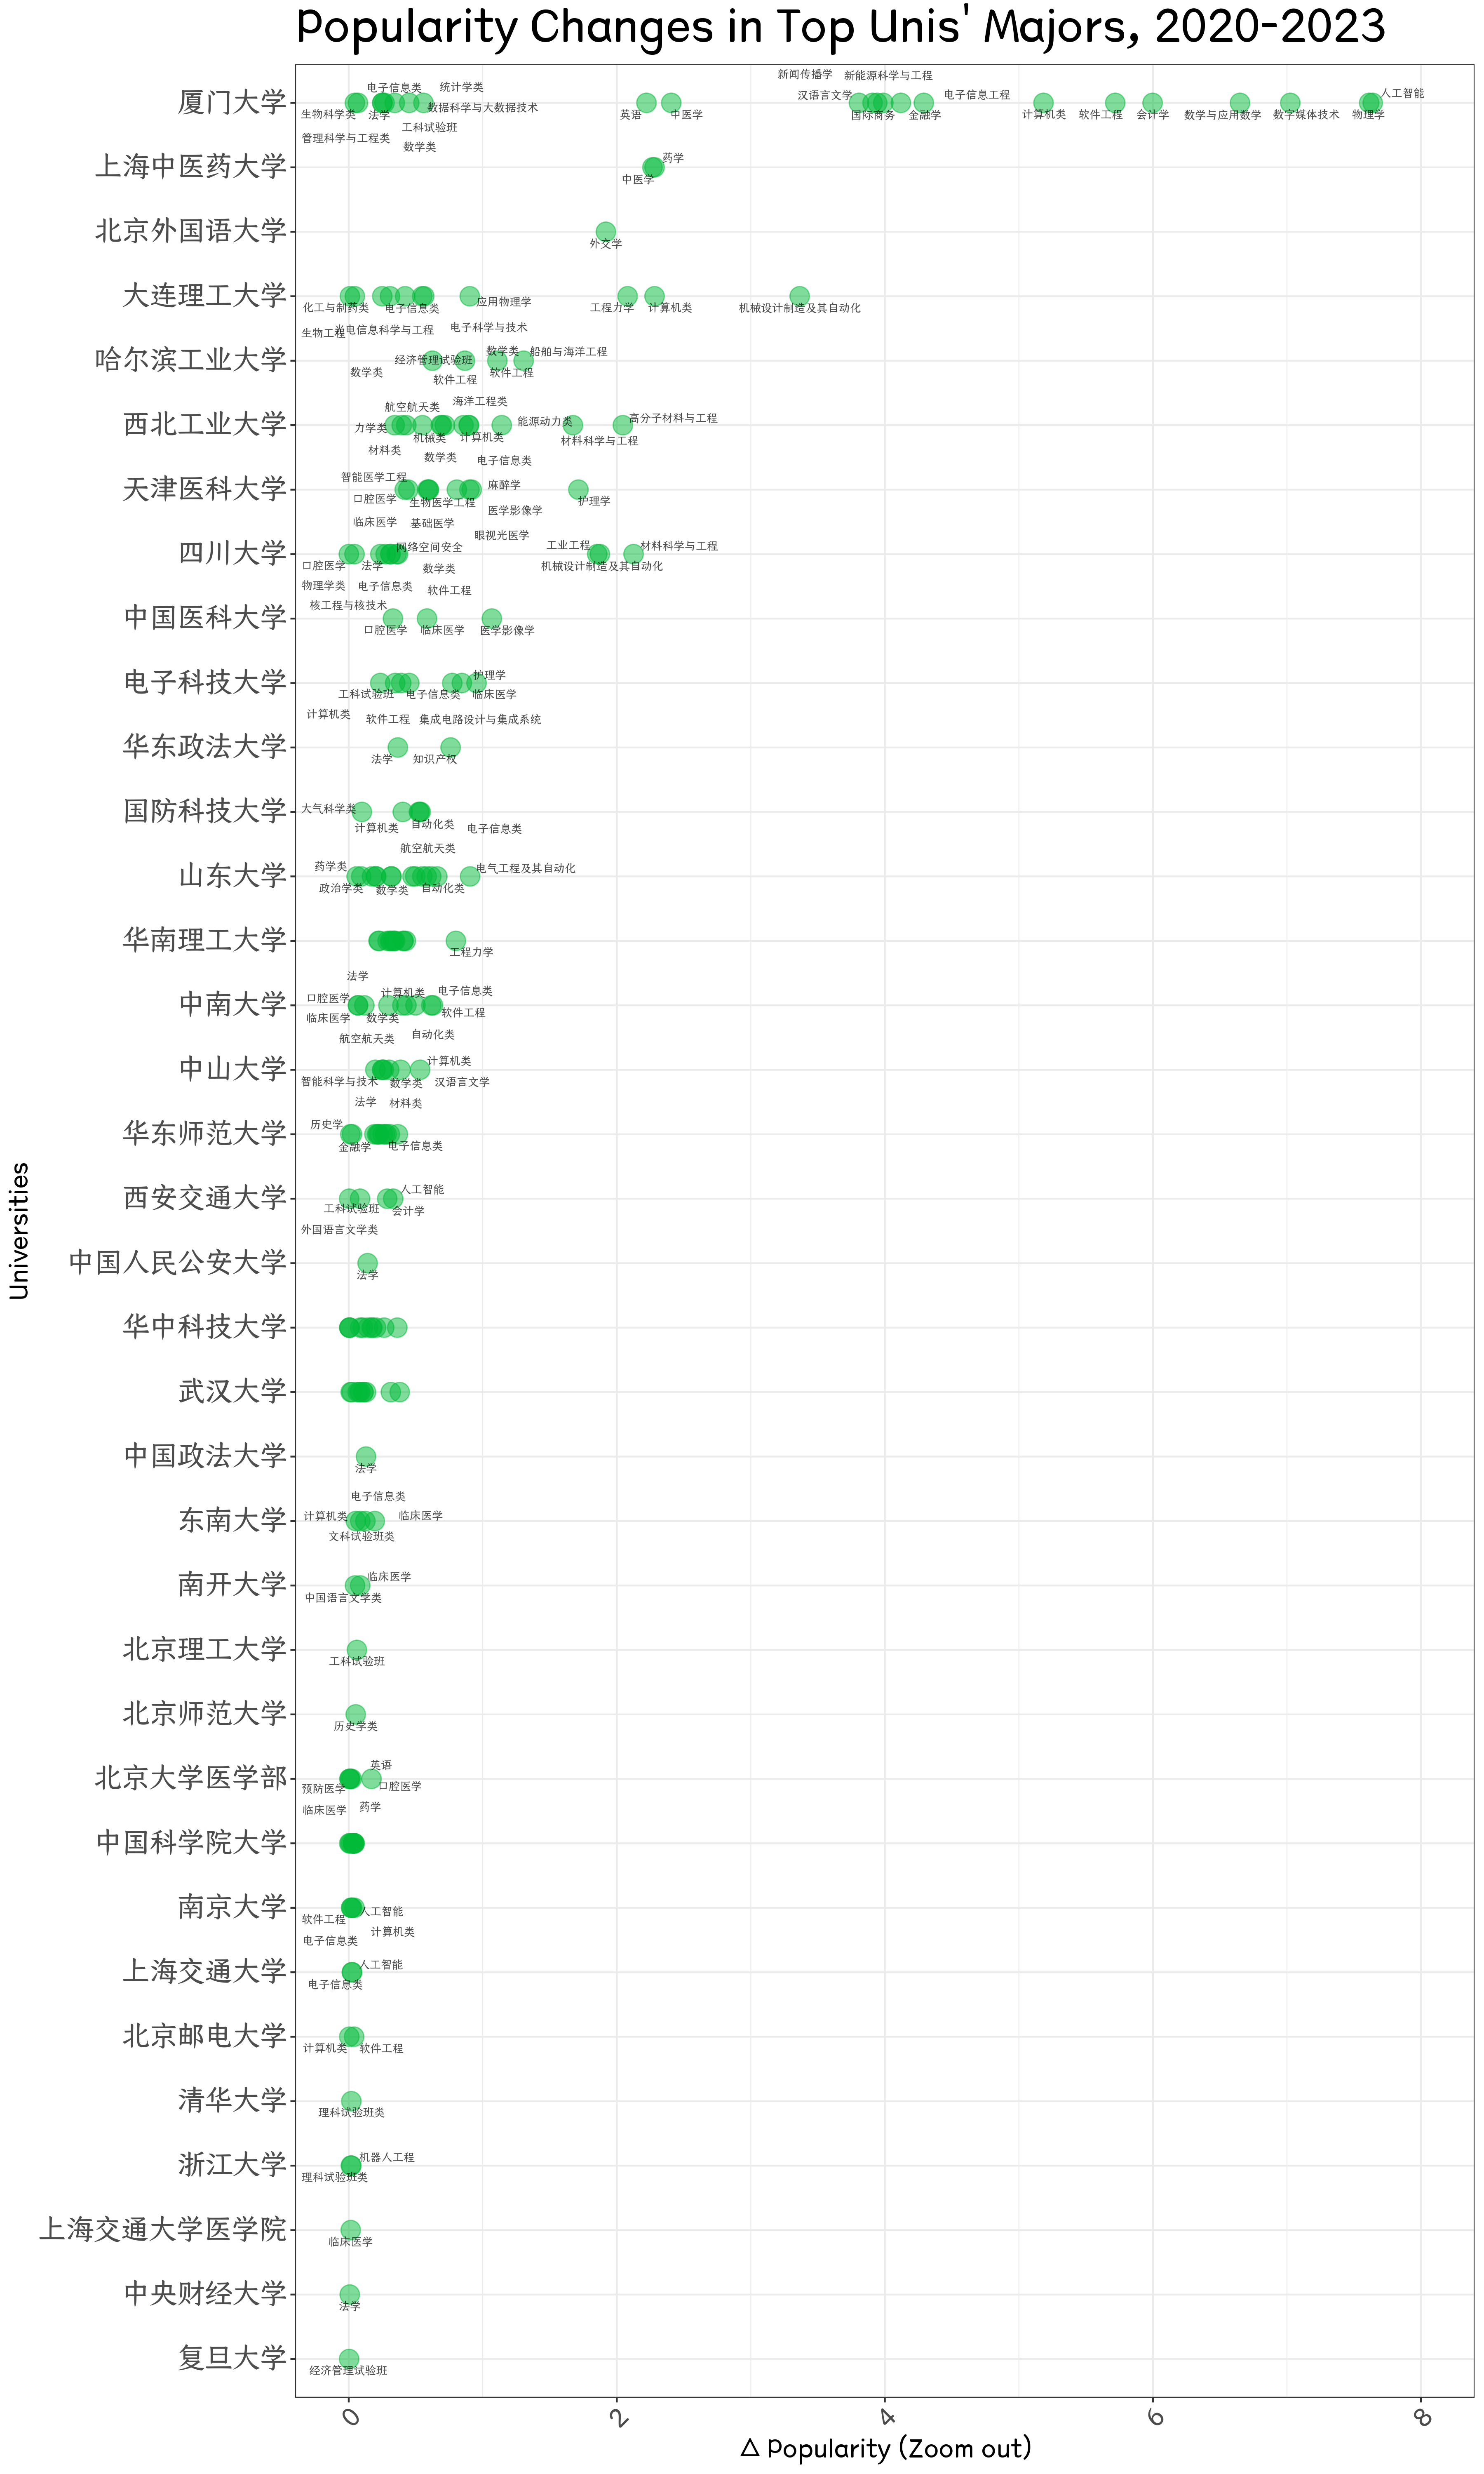 Popularity Changes in Top Unis' Majors, 2020-2023
新闻传播学 新能源科学与工程
电子信息类 统计学类 汉语言文学 电子信息工程 人工智能
厦门大学
数据科学与大数据技术
生物科学类 法学 英语 中医学 国际商务 金融学 计算机类 软件工程 会计学 数学与应用数学 数字媒体技术 物理学
工科试验班
管理科学与工程类
数学类
药学
上海中医药大学
中医学
北京外国语大学
外交学
大连理工大学
应用物理学
化工与制药类 电子信息类 工程力学 计算机类 机械设计制造及其自动化
生物工程 光电信息科学与工程 电子科学与技术
数学类 船舶与海洋工程
哈尔滨工业大学
经济管理试验班
数学类 软件工程 软件工程
航空航天类 海洋工程类
西北工业大学
力学类 能源动力类 高分子材料与工程
机械类 计算机类 材料科学与工程
材料类 数学类 电子信息类
智能医学工程 麻醉学
天津医科大学
口腔医学 生物医学工程 护理学
医学影像学
临床医学 基础医学
眼视光医学
四川大学
网络空间安全 工业工程 材料科学与工程
口腔医学 法学 数学类 机械设计制造及其自动化
物理学类 电子信息类 软件工程
核工程与核技术
中国医科大学
口腔医学 临床医学 医学影像学
护理学
电子科技大学
工科试验班 电子信息类 临床医学
计算机类 软件工程 集成电路设计与集成系统
华东政法大学
法学 知识产权
国防科技大学
大气科学类
计算机类 自动化类 电子信息类
航空航天类
药学类 电气工程及其自动化
山东大学
政治学类 数学类 自动化类
华南理工大学
工程力学
法学
口腔医学 计算机类 电子信息类
中南大学
临床医学 数学类 软件工程
航空航天类 自动化类
计算机类
中山大学
智能科学与技术 数学类 汉语言文学
法学 材料类
历史学
华东师范大学
金融学 电子信息类
人工智能
西安交通大学
工科试验班 会计学
外国语言文学类
中国人民公安大学
法学
华中科技大学
武汉大学
中国政法大学
法学
电子信息类
东南大学
计算机类 临床医学
文科试验班类
临床医学
南开大学
中国语言文学类
北京理工大学
工科试验班
北京师范大学
历史学类
英语
北京大学医学部
预防医学 口腔医学
临床医学 药学
中国科学院大学
南京大学
人工智能
软件工程
计算机类
电子信息类
人工智能
上海交通大学
电子信息类
北京邮电大学
计算机类 软件工程
清华大学
理科试验班类
机器人工程
浙江大学
理科试验班类
上海交通大学医学院
临床医学
中央财经大学
法学
复旦大学
经济管理试验班
Universities
0 2 4 6 8
Δ Popularity (Zoom out)